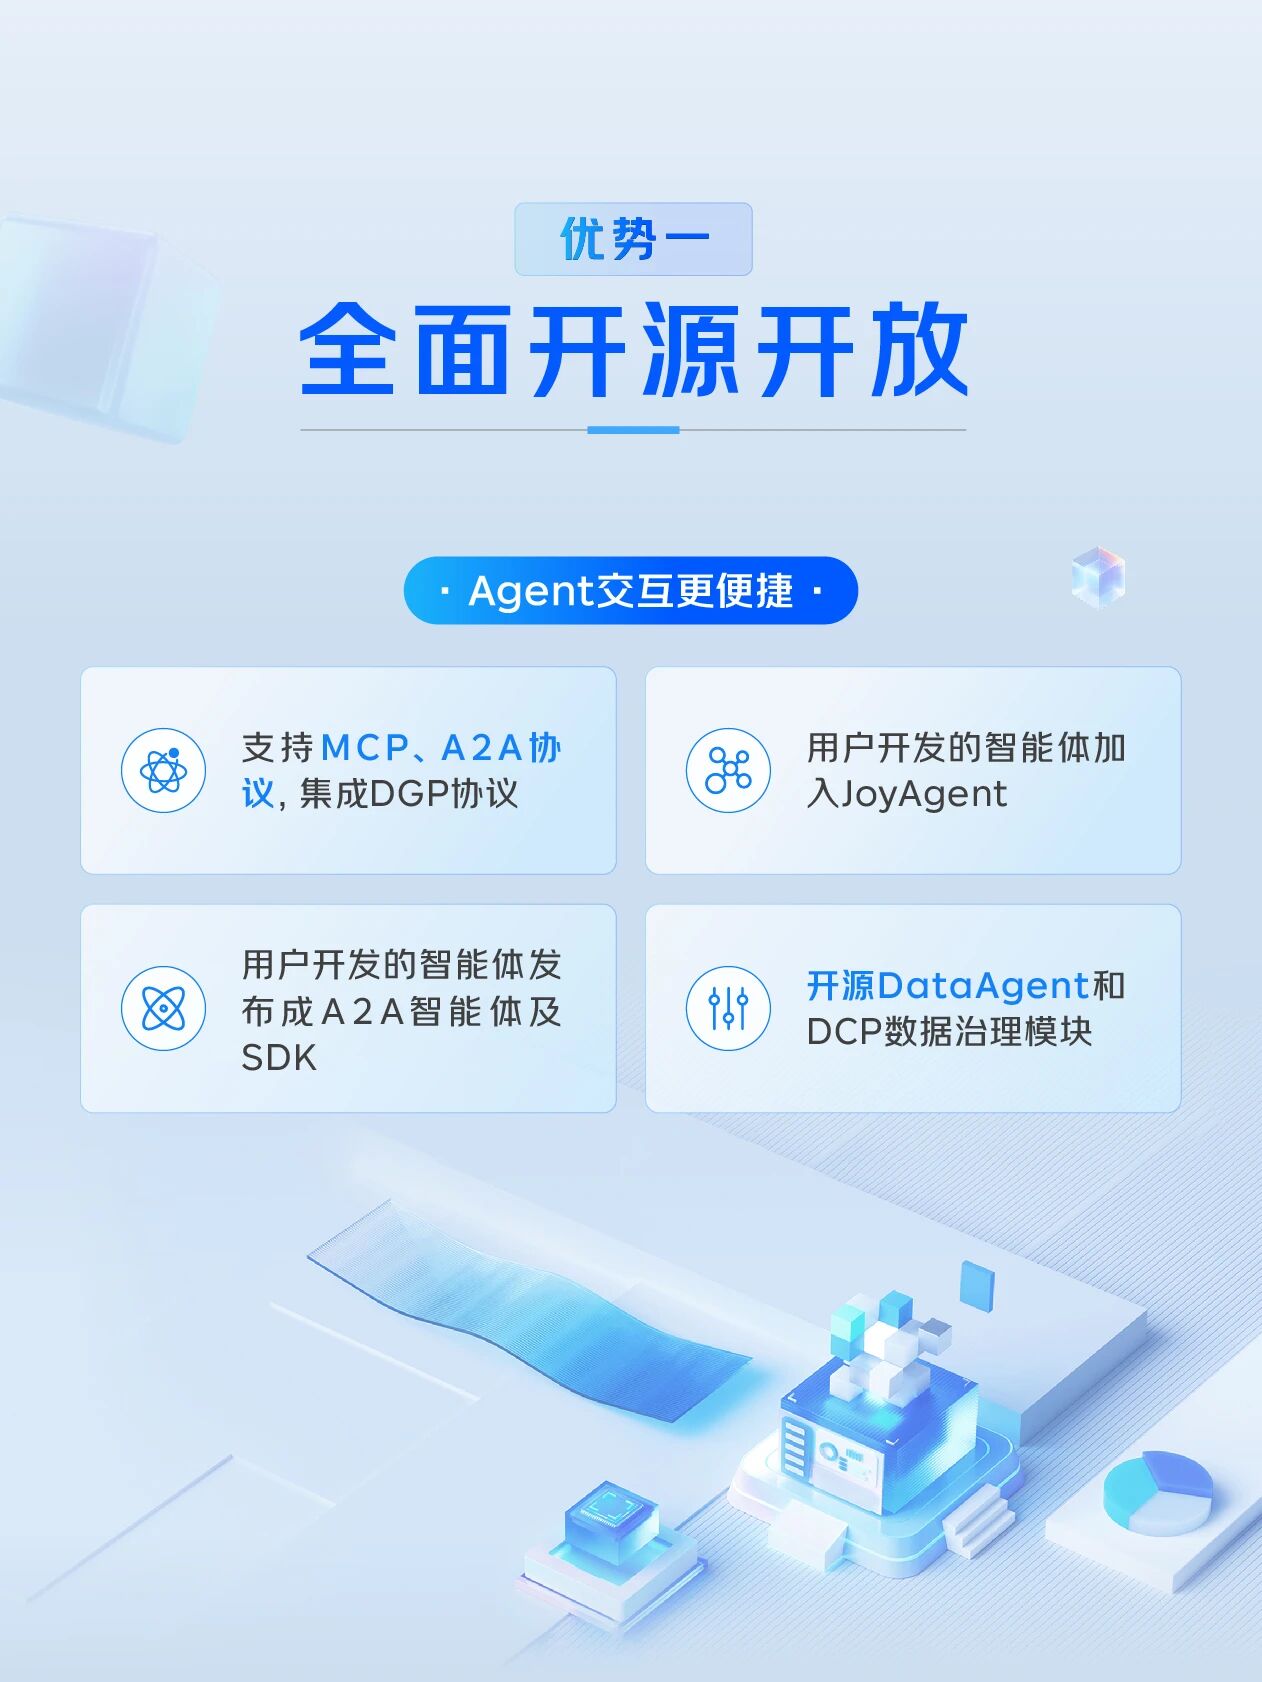 优势一
全面开源开放
· Agent交互更便捷 ·
支持MCP、A2A协
议, 集成DGP协议
用户开发的智能体加
入JoyAgent
用户开发的智能体发
布成A2A智能体及
SDK
开源DataAgent和
DCP数据治理模块